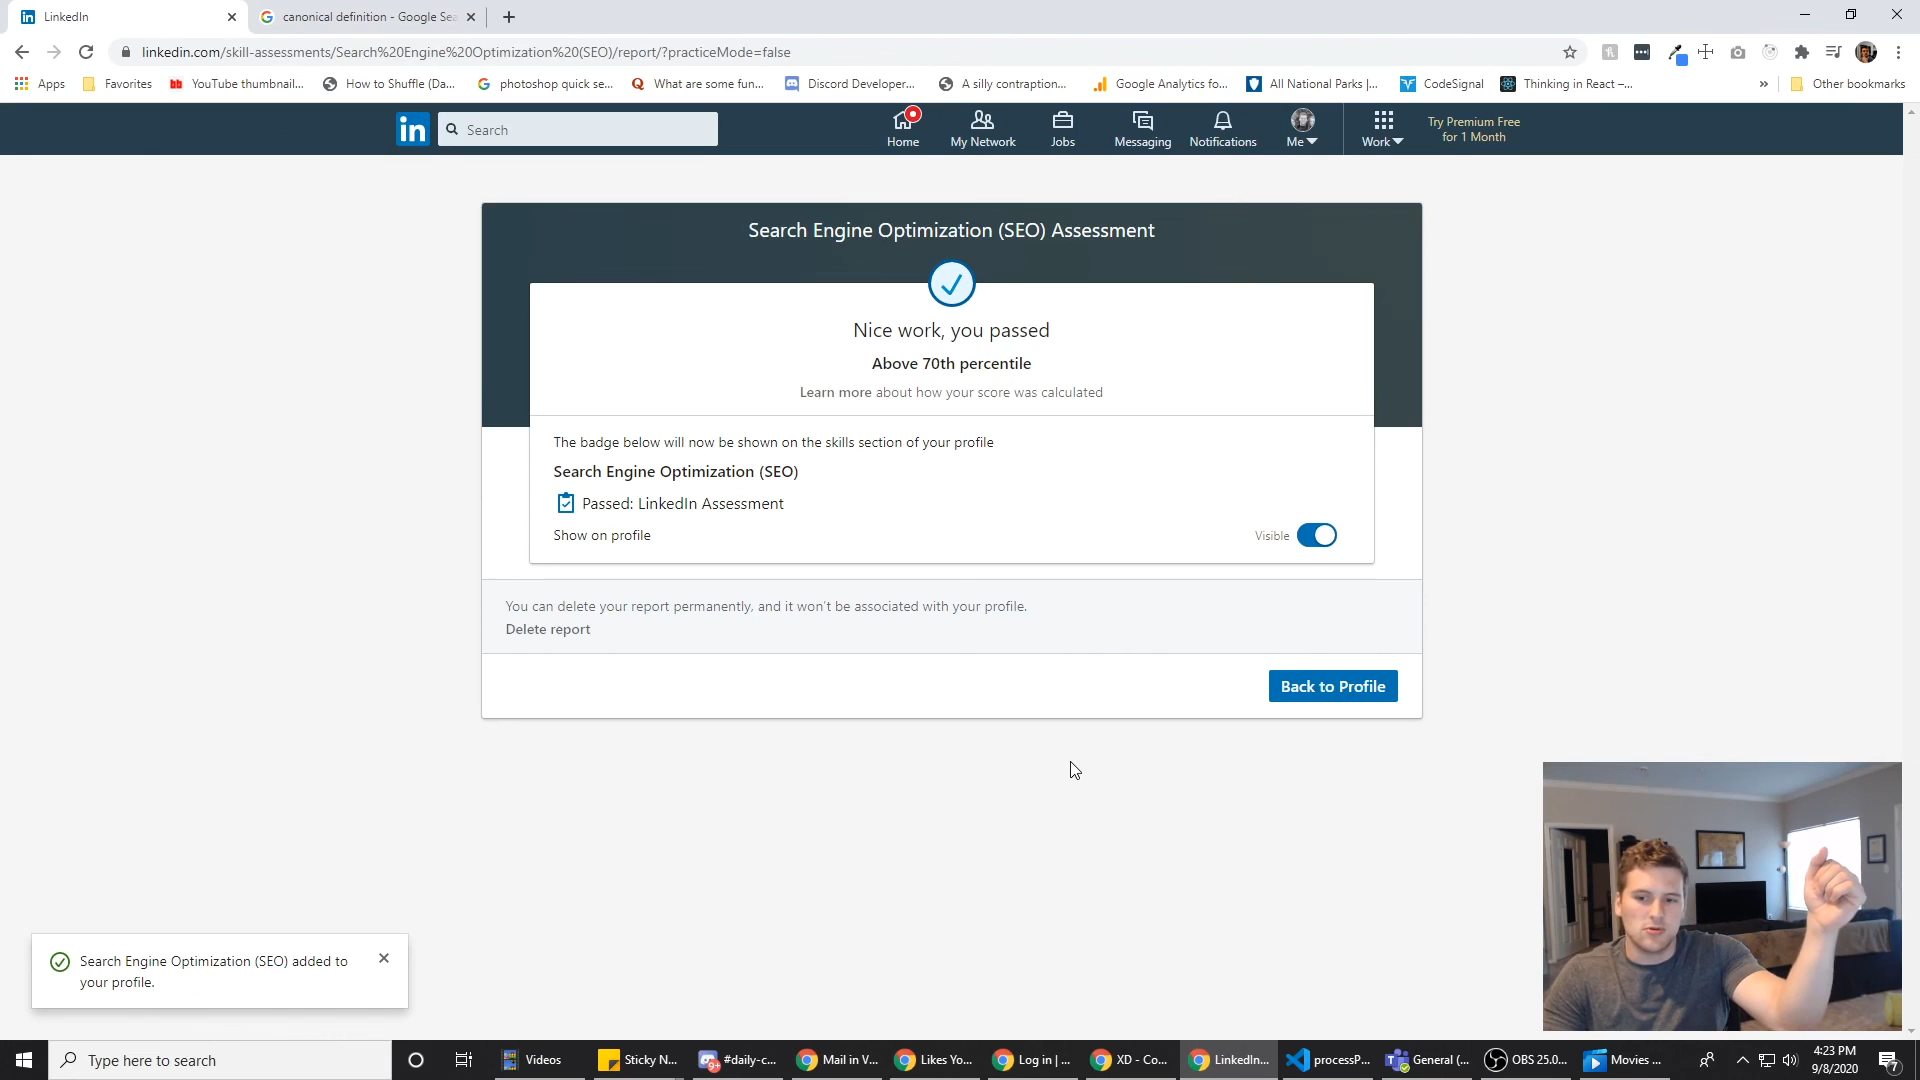 LinkedIn
canonical definition - Google Sea
linkedin.com/skill-assessments/Search%20Engine%20Optimization%20(SEO)/report/?practiceMode=false
Apps
Favorites
YouTube thumbnail...
How to Shuffle (Da...
photoshop quick se...
What are some fun...
Discord Developer...
A silly contraption...
Google Analytics fo...
All National Parks |...
CodeSignal
Thinking in React –...
»
Other bookmarks
in
Search
Home
My Network
Jobs
Messaging
Notifications
Me
Work
Try Premium Free
for 1 Month
Search Engine Optimization (SEO) Assessment
Nice work, you passed
Above 70th percentile
Learn more about how your score was calculated
The badge below will now be shown on the skills section of your profile
Search Engine Optimization (SEO)
Passed: LinkedIn Assessment
Show on profile
Visible
You can delete your report permanently, and it won't be associated with your profile.
Delete report
Back to Profile
Search Engine Optimization (SEO) added to
your profile.
Type here to search
Videos
Sticky N...
#daily-c...
Mail in V...
Likes Yo...
Log in | ...
XD - Co...
LinkedIn...
processP...
General (...
OBS 25.0...
Movies ...
4:23 PM
9/8/2020
7